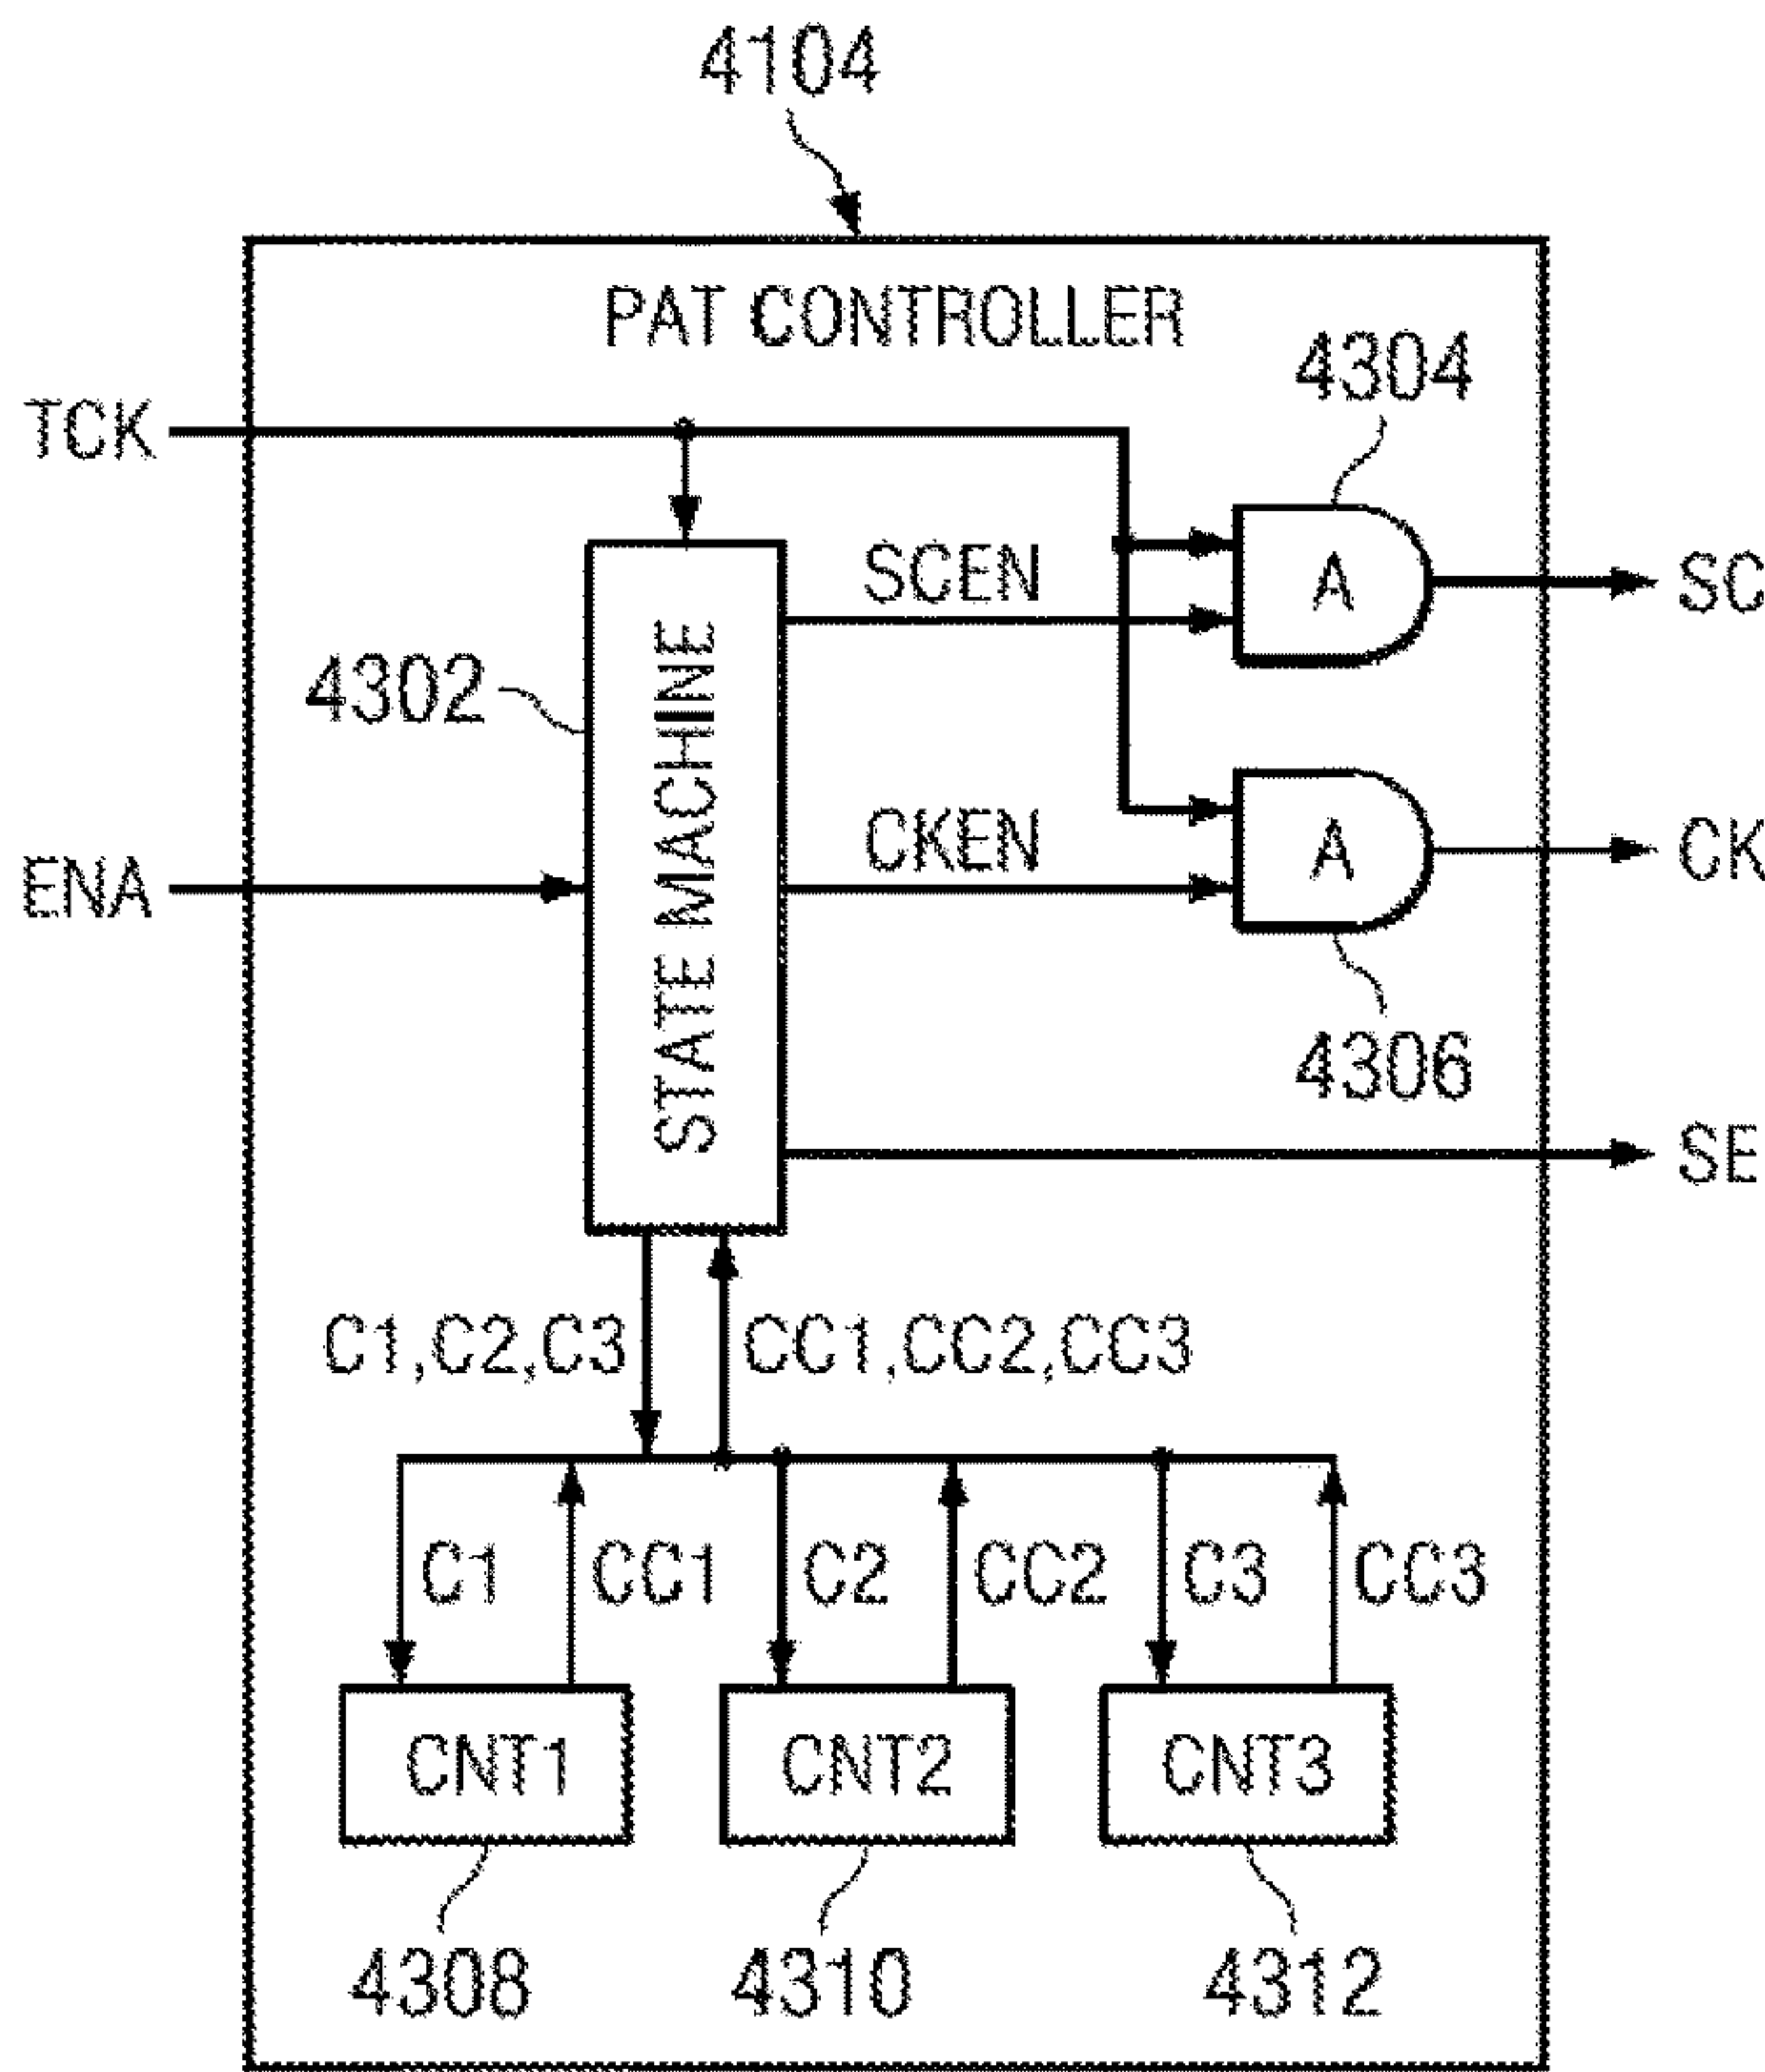 4104
PAT CONTROLLER
4304
TCK
SCEN
A
SC
4302
STATE MACHINE
CKEN
A
CK
ENA
4306
SE
C1,C2,C3
CC1,CC2,CC3
C1
CC1
C2
CC2
C3
CC3
CNT1
CNT2
CNT3
4308
4310
4312